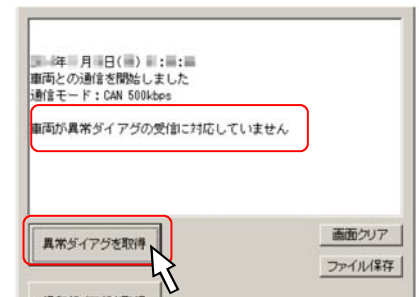 年 月 日( ) : :
車両との通信を開始しました
通信モード：CAN 500kbps
車両が異常ダイアグの受信に対応していません
異常ダイアグを取得
画面クリア
ファイル保存